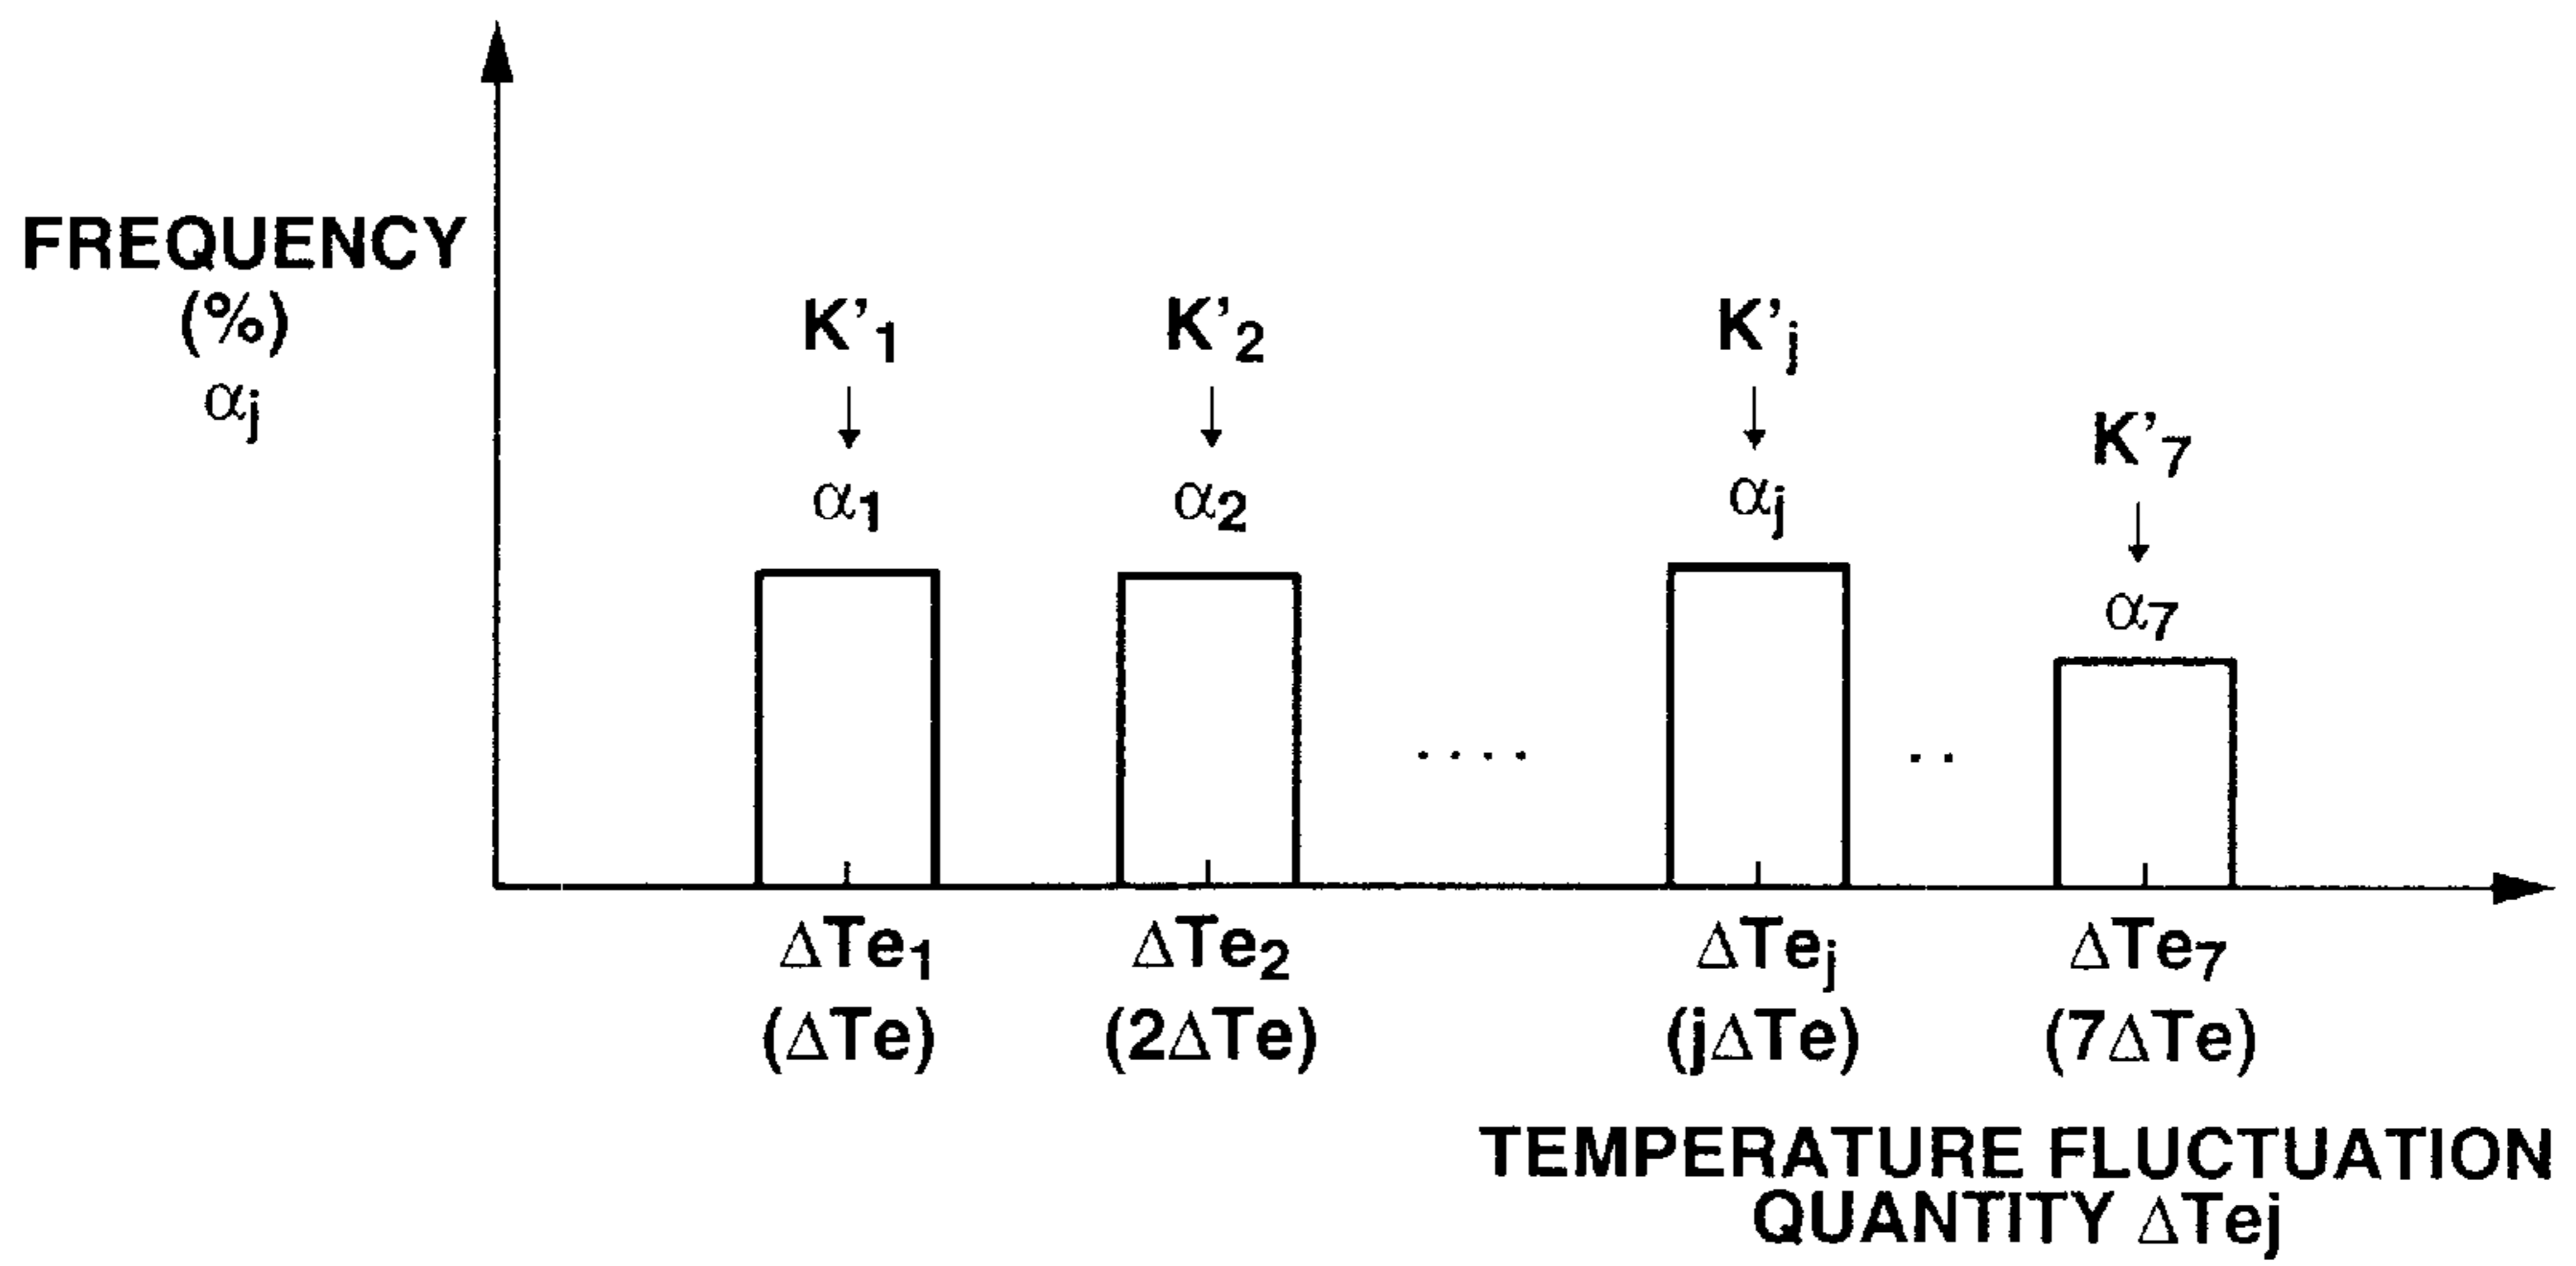 FREQUENCY
(%)
αj
K'1
K'2
K'j
K'7
α1
α2
αj
α7
....
..
ΔTe1
ΔTe2
ΔTej
ΔTe7
(ΔTe)
(2ΔTe)
(jΔTe)
(7ΔTe)
TEMPERATURE FLUCTUATION
QUANTITY ΔTej